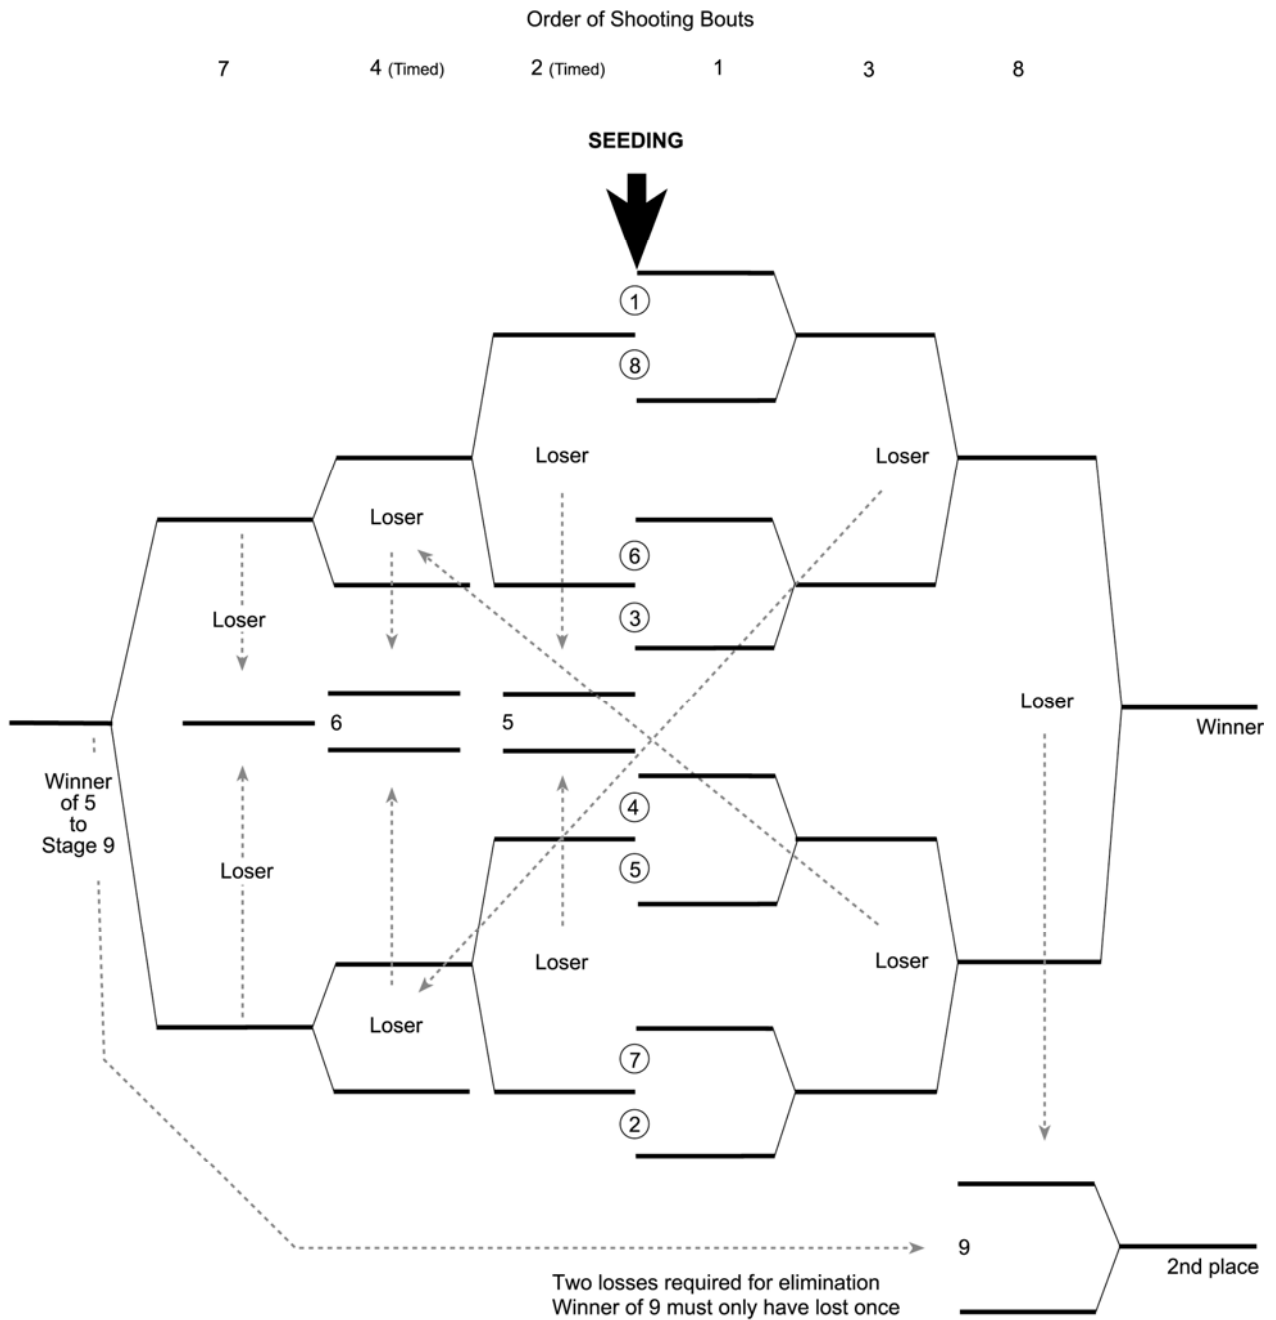 Order of Shooting Bouts
7 4 (Timed) 2 (Timed) 1 3 8
SEEDING
1
8
Loser Loser
Loser
6
3
Loser
6 5
Loser
Winner
Winner
of 5
to
Stage 9
4
5
Loser
Loser Loser
Loser
7
2
9
2nd place
Two losses required for elimination
Winner of 9 must only have lost once